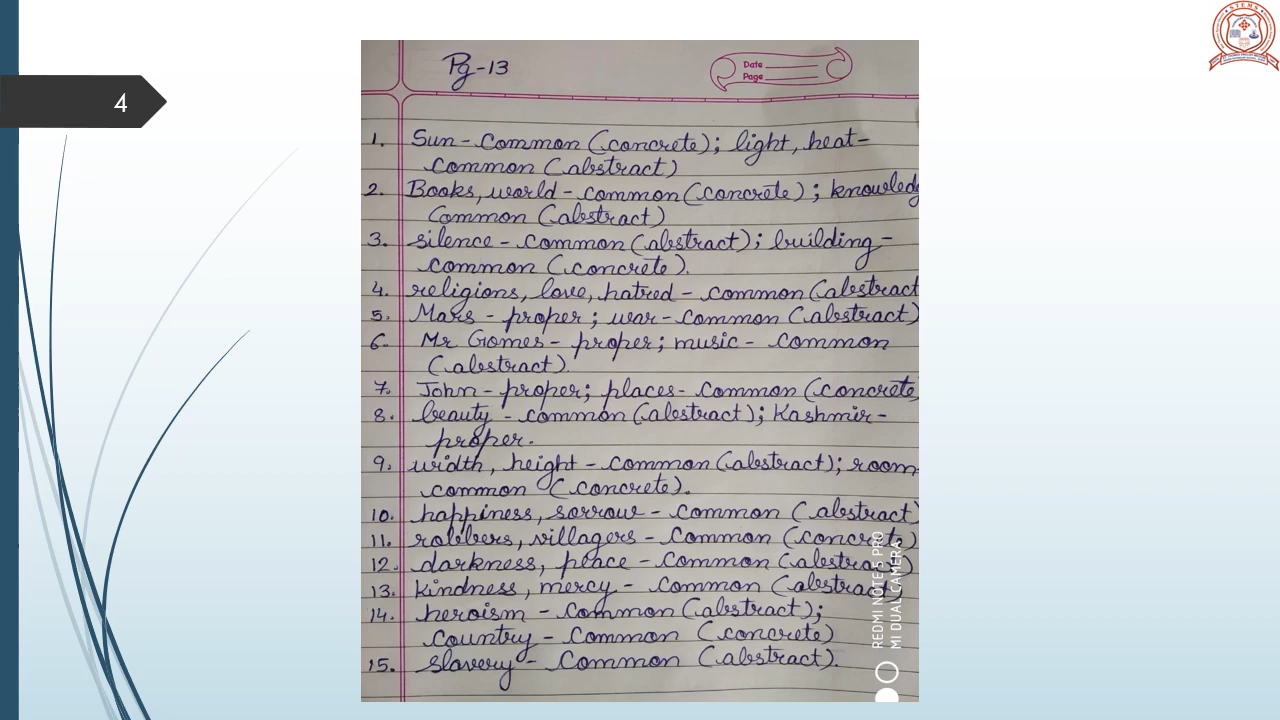 4
Pg-13
Date
Page
1. Sun - common (concrete); light, heat-
common (abstract)
2. Books, world - common (concrete); knowledg
Common (abstract)
3. silence - common (abstract); building -
common (concrete).
4. religions, love, hatred - common (abstract
5. Mars - proper; war - common (abstract)
6. Mr Gomes - proper; music - common
(abstract).
7. John - proper; places - common (concrete
8. beauty - common (abstract); Kashmir -
proper.
9. width, height - common (abstract); room
common (concrete).
10. happiness, sorrow - common (abstract)
11. robbers, villagers - common (concrete)
12. darkness, peace - common (abstract)
13. kindness, mercy - common (abstract)
14. heroism - common (abstract);
country - common (concrete)
15. slavery - common (abstract).
REDMI NOTE 5 PRO
MI DUAL CAMERA